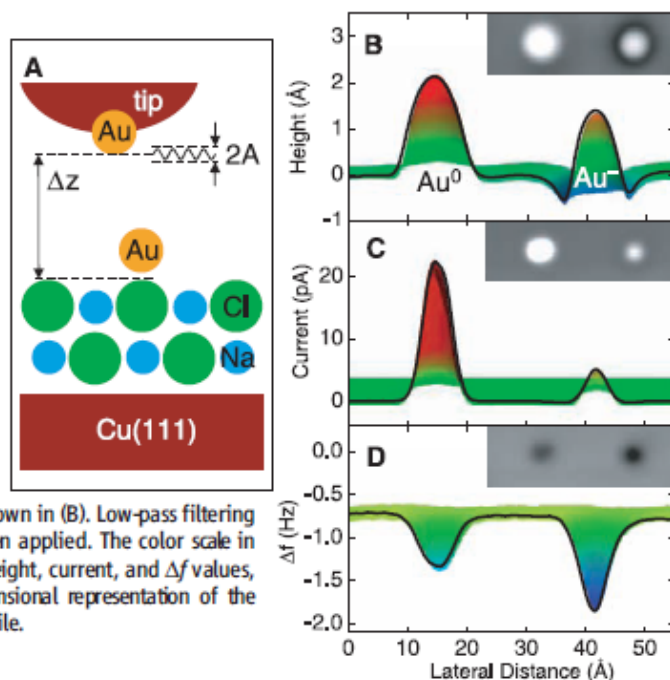 A
tip
Au
2A
Δz
Au
Cl
Na
Cu(111)
own in (B). Low-pass filtering
n applied. The color scale in
eight, current, and Δf values,
nsional representation of the
ile.
B
Height (Å)
3
2
1
0
-1
Au⁰
Au⁻
C
Current (pA)
20
10
0
D
Δf (Hz)
0.0
-0.5
-1.0
-1.5
-2.0
0 10 20 30 40 50
Lateral Distance (Å)